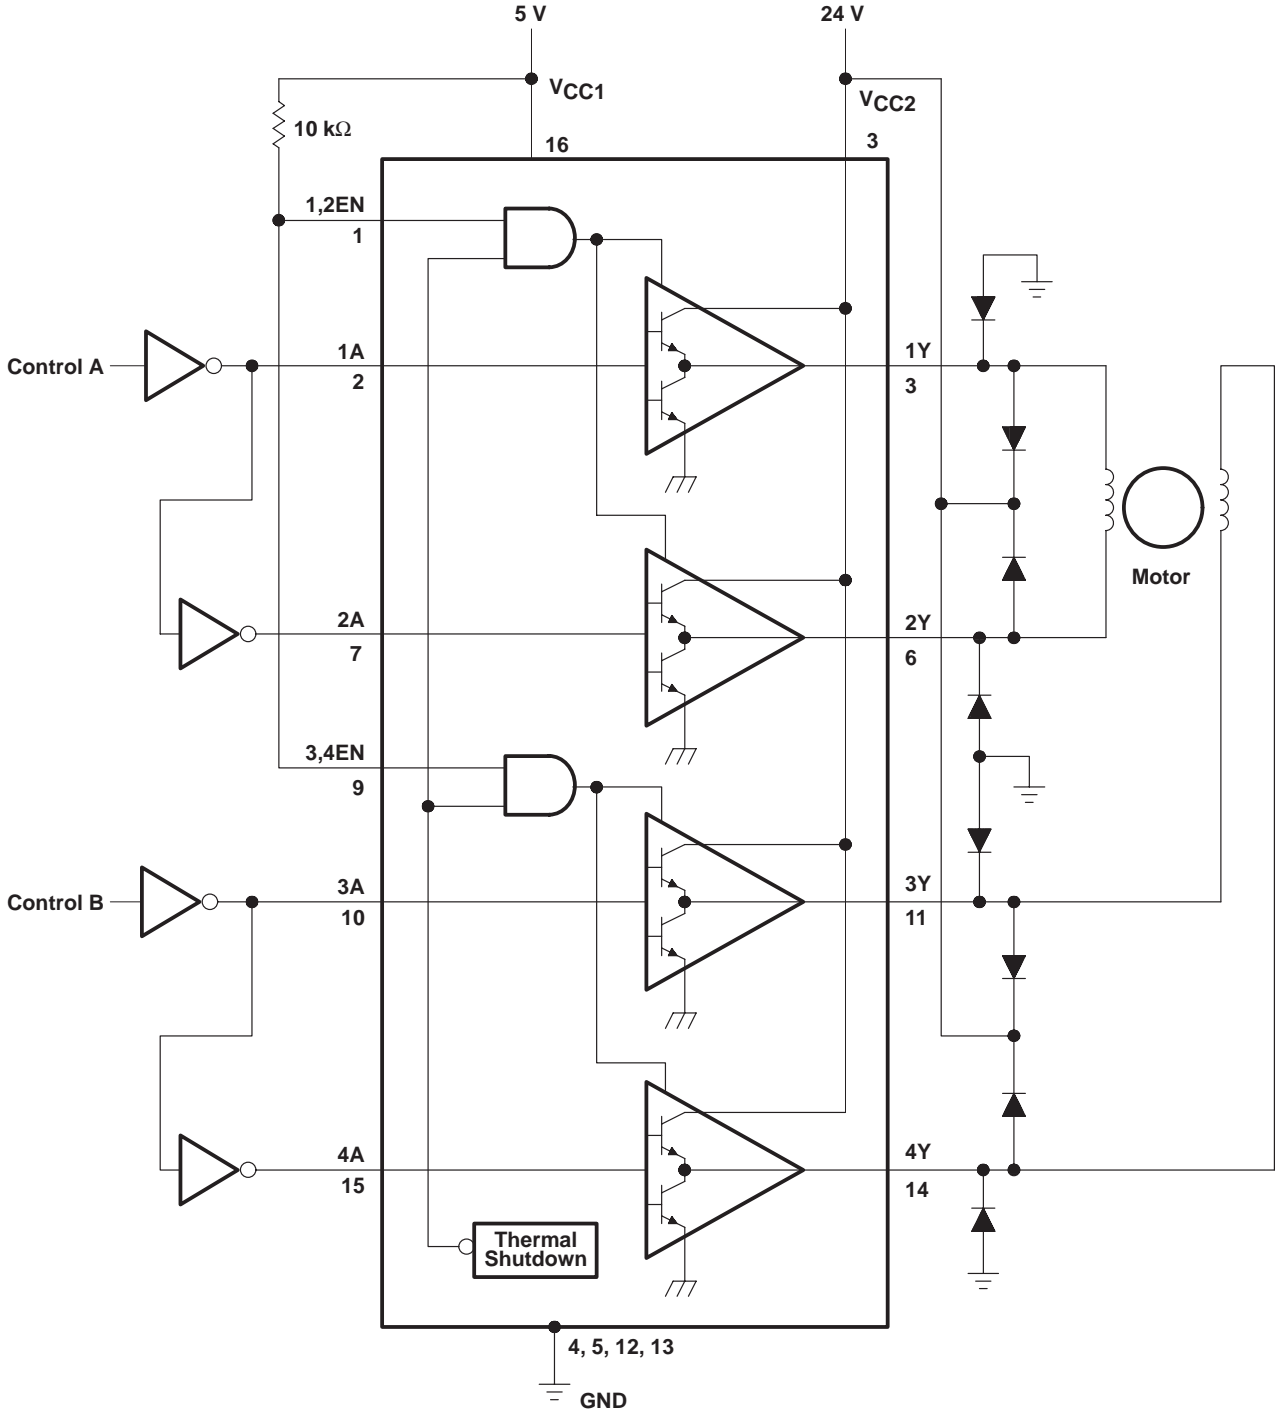 5 V
24 V
VCC1
VCC2
10 kΩ
16
3
1,2EN
1
Control A
1A
2
1Y
3
Motor
2A
7
2Y
6
3,4EN
9
Control B
3A
10
3Y
11
4A
15
4Y
14
Thermal
Shutdown
4, 5, 12, 13
GND